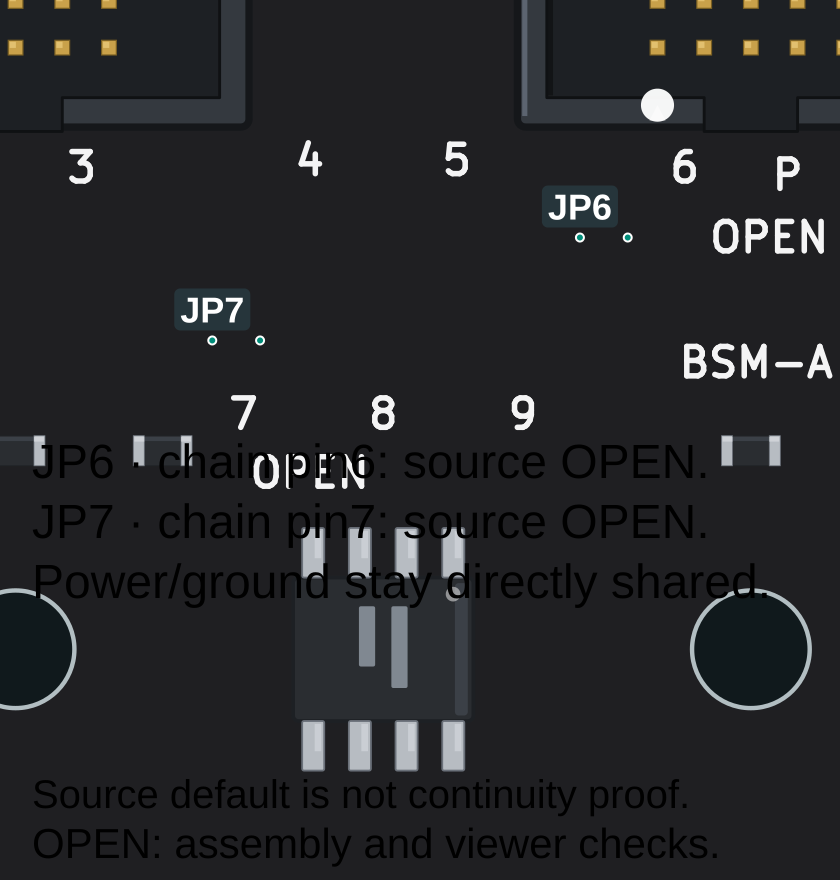 3 4 5 6 P
JP6
OPEN
JP7
BSM-A
7 8 9
OPEN
JP6 · chain pin6: source OPEN.
JP7 · chain pin7: source OPEN.
Power/ground stay directly shared.
Source default is not continuity proof.
OPEN: assembly and viewer checks.